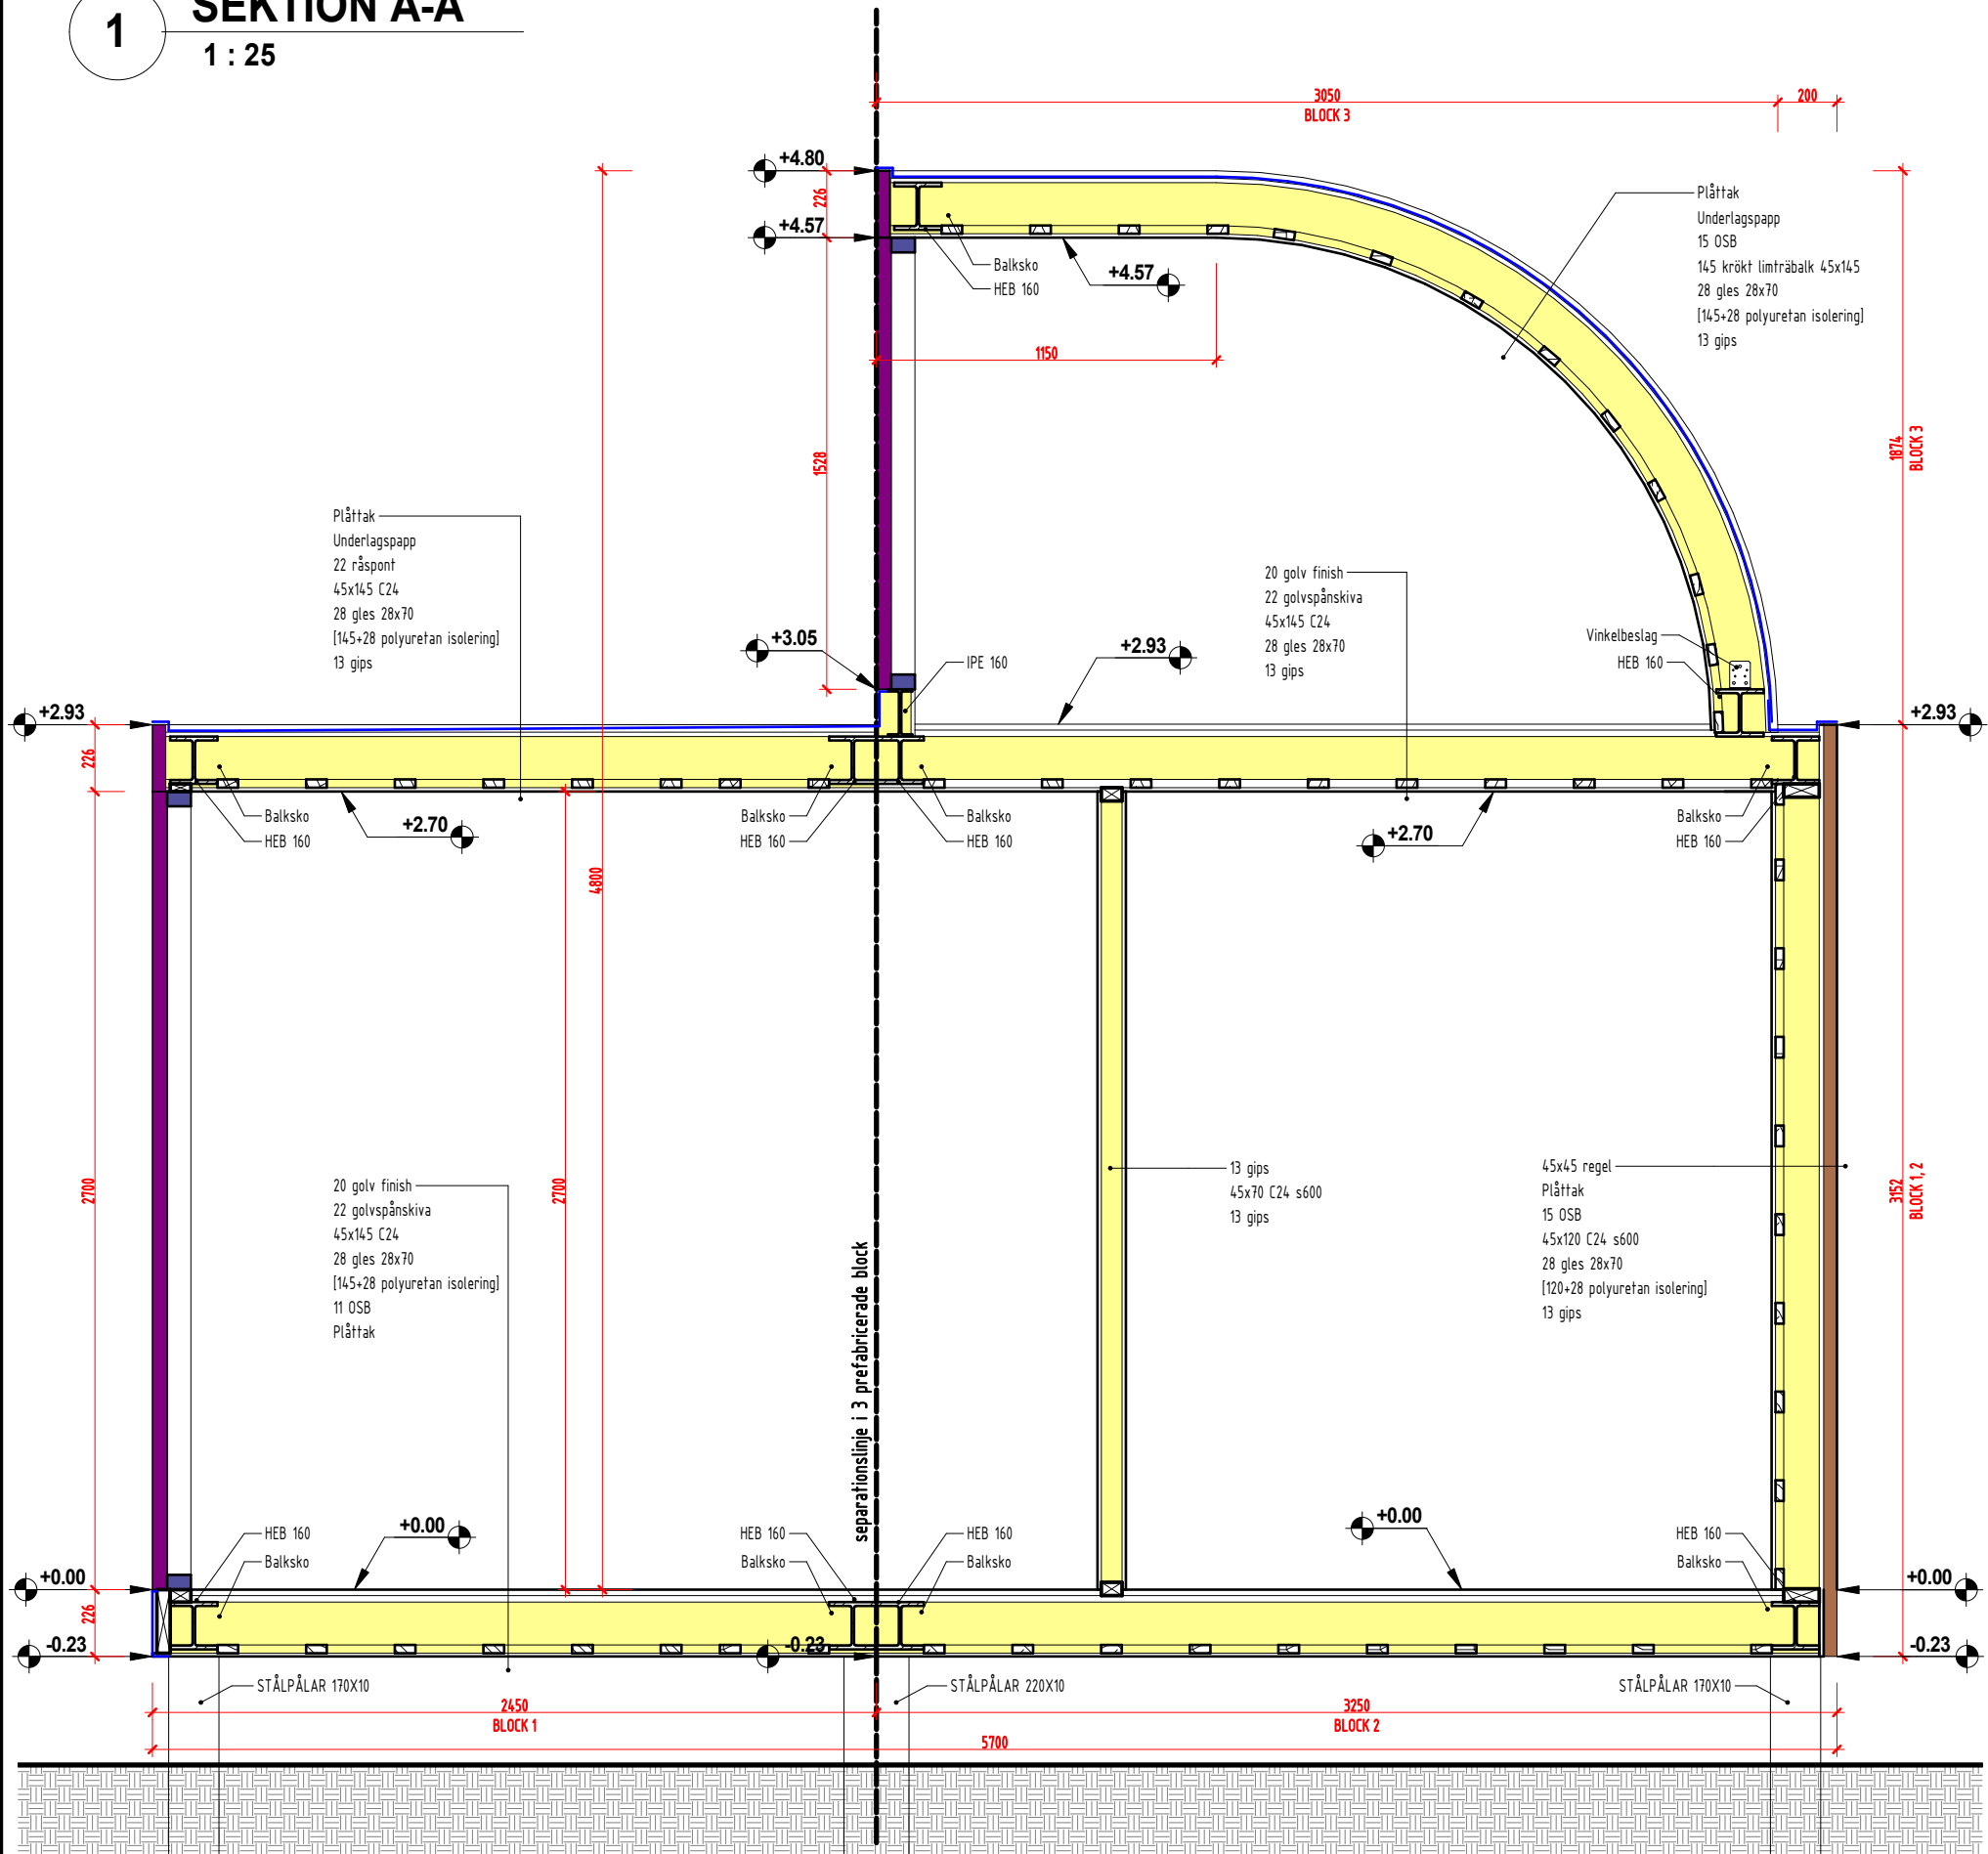 1
SEKTION A-A
1 : 25
3050
BLOCK 3
200
+4.80
226
+4.57
Balksko
HEB 160
+4.57
1150
Plåttak
Underlagspapp
15 OSB
145 krökt limträbalk 45x145
28 gles 28x70
[145+28 polyuretan isolering]
13 gips
1528
1874
BLOCK 3
Plåttak
Underlagspapp
22 råspont
45x145 C24
28 gles 28x70
[145+28 polyuretan isolering]
13 gips
20 golv finish
22 golvspånskiva
45x145 C24
28 gles 28x70
13 gips
+3.05
IPE 160
+2.93
Vinkelbeslag
HEB 160
+2.93
+2.93
226
Balksko
HEB 160
+2.70
Balksko
HEB 160
Balksko
HEB 160
+2.70
Balksko
HEB 160
4800
2700
2700
20 golv finish
22 golvspånskiva
45x145 C24
28 gles 28x70
[145+28 polyuretan isolering]
11 OSB
Plåttak
separationslinje i 3 prefabricerade block
13 gips
45x70 C24 s600
13 gips
45x45 regel
Plåttak
15 OSB
45x120 C24 s600
28 gles 28x70
[120+28 polyuretan isolering]
13 gips
3152
BLOCK 1, 2
HEB 160
Balksko
+0.00
HEB 160
Balksko
HEB 160
Balksko
+0.00
HEB 160
Balksko
+0.00
+0.00
226
-0.23
-0.23
-0.23
STÅLPÅLAR 170X10
STÅLPÅLAR 220X10
STÅLPÅLAR 170X10
2450
BLOCK 1
3250
BLOCK 2
5700